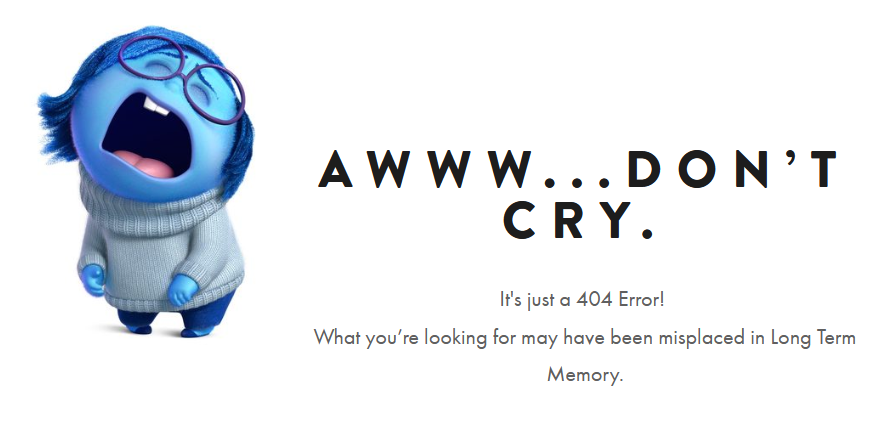 AWWW...DON’T
CRY.
It's just a 404 Error!
What you’re looking for may have been misplaced in Long Term
Memory.